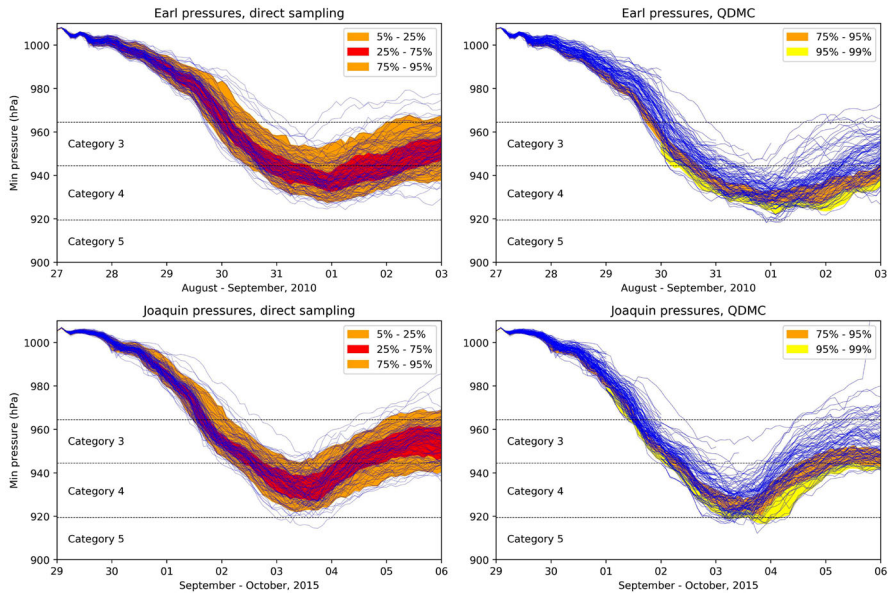 Earl pressures, direct sampling
Min pressure (hPa)
1000
980
960
940
920
900
5% - 25%
25% - 75%
75% - 95%
Category 3
Category 4
Category 5
27 28 29 30 31 01 02 03
August - September, 2010
Earl pressures, QDMC
1000
980
960
940
920
900
75% - 95%
95% - 99%
Category 3
Category 4
Category 5
27 28 29 30 31 01 02 03
August - September, 2010
Joaquin pressures, direct sampling
Min pressure (hPa)
1000
980
960
940
920
900
5% - 25%
25% - 75%
75% - 95%
Category 3
Category 4
Category 5
29 30 01 02 03 04 05 06
September - October, 2015
Joaquin pressures, QDMC
1000
980
960
940
920
900
75% - 95%
95% - 99%
Category 3
Category 4
Category 5
29 30 01 02 03 04 05 06
September - October, 2015